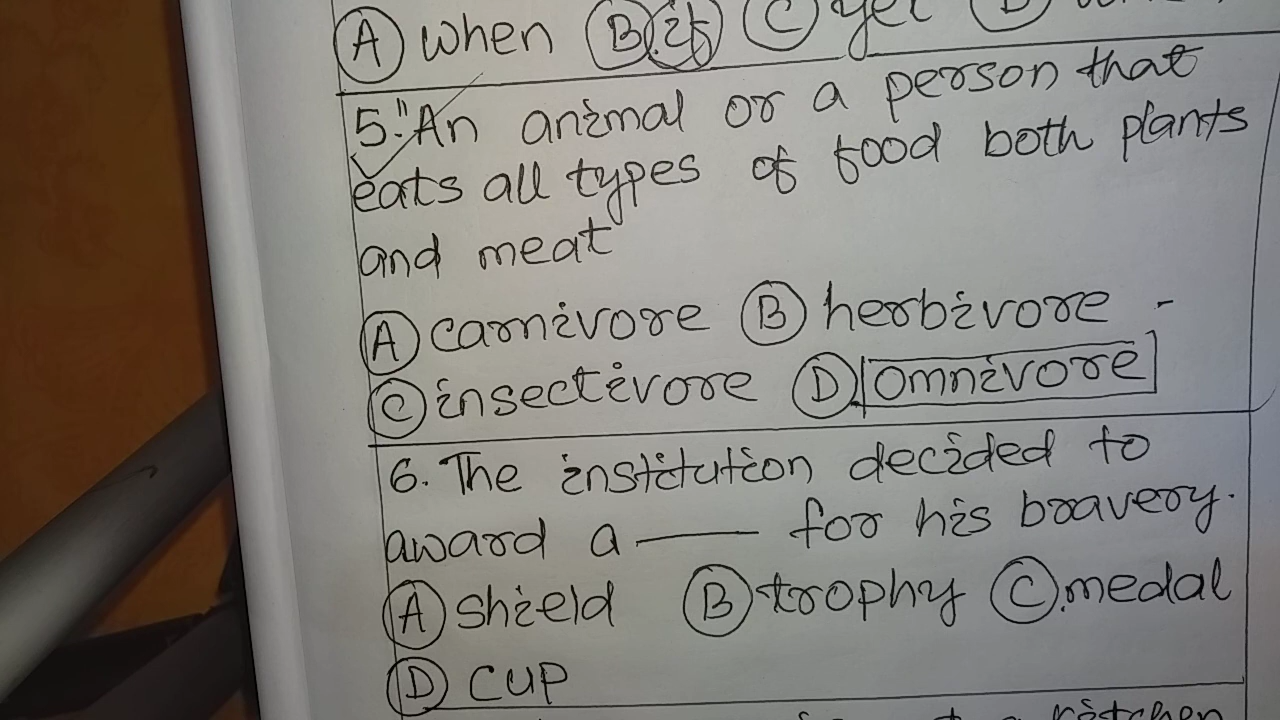 A when B if C yet D
5. "An animal or a person that
eats all types of food both plants
and meat
A carnivore B herbivore -
C insectivore D omnivore
6. The institution decided to
award a —— for his bravery.
A shield B trophy C medal
D cup
kitchen